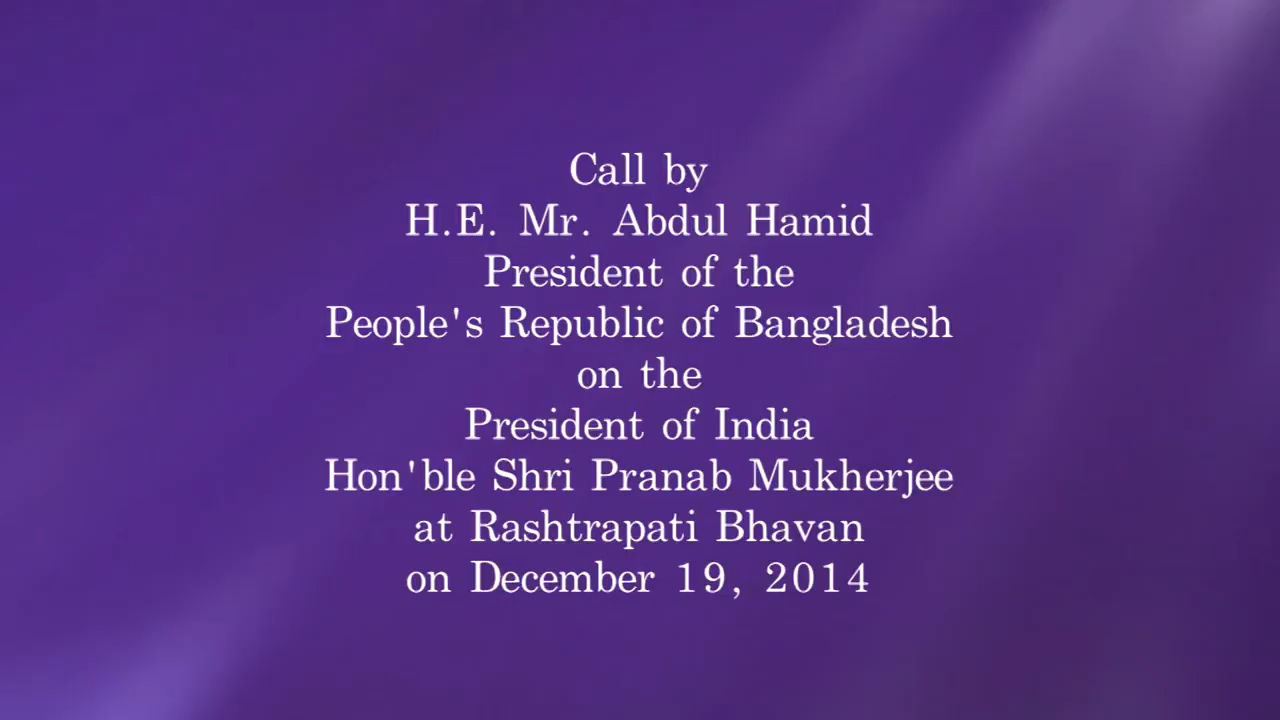 Call by
H.E. Mr. Abdul Hamid
President of the
People's Republic of Bangladesh
on the
President of India
Hon'ble Shri Pranab Mukherjee
at Rashtrapati Bhavan
on December 19, 2014